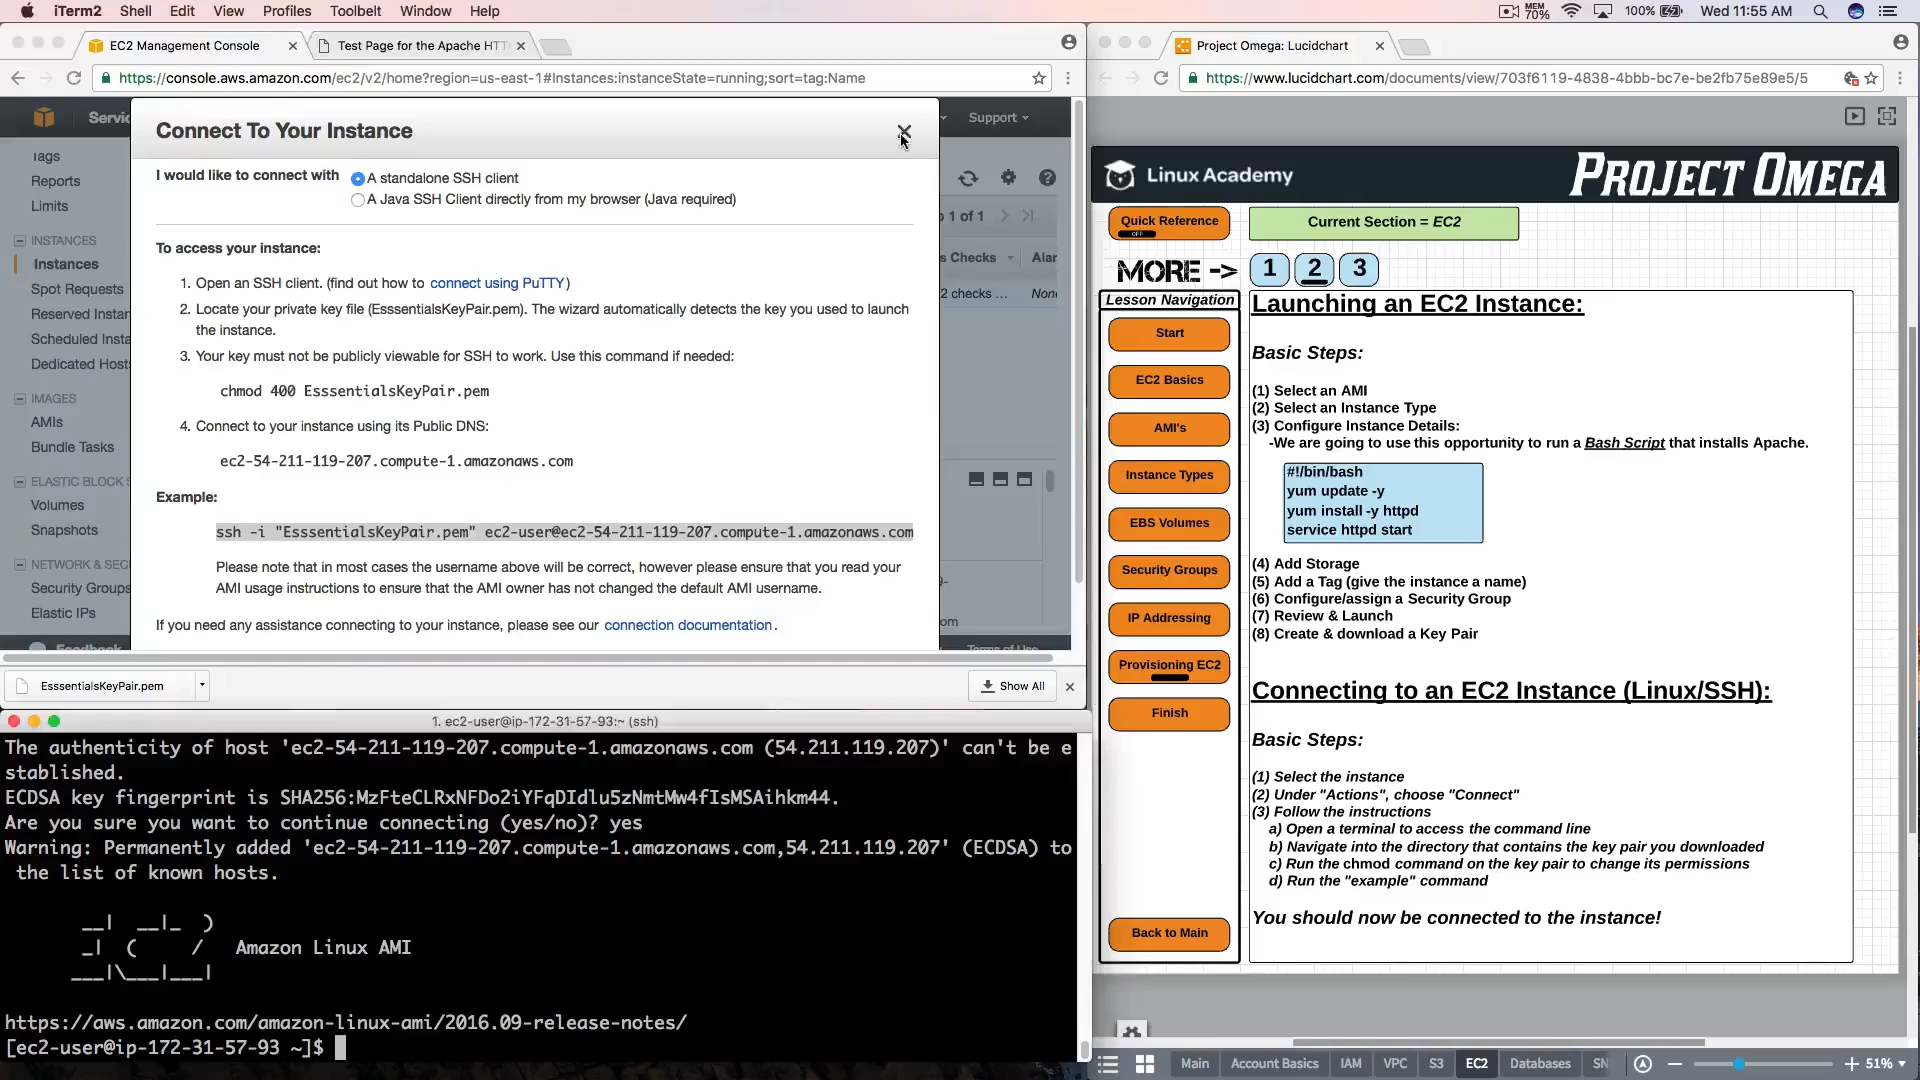 iTerm2 Shell Edit View Profiles Toolbelt Window Help
MEM 70% 100% Wed 11:55 AM
EC2 Management Console
Test Page for the Apache HTT
https://console.aws.amazon.com/ec2/v2/home?region=us-east-1#Instances:instanceState=running;sort=tag:Name
Servic
Support
Tags
Reports
Limits
INSTANCES
Instances
Spot Requests
Reserved Instan
Scheduled Insta
Dedicated Hosts
IMAGES
AMIs
Bundle Tasks
ELASTIC BLOCK S
Volumes
Snapshots
NETWORK & SECU
Security Groups
Elastic IPs
Feedback
1 of 1
s Checks
Alar
2 checks ...
None
om
Terms of Use
Connect To Your Instance
I would like to connect with
A standalone SSH client
A Java SSH Client directly from my browser (Java required)
To access your instance:
1. Open an SSH client. (find out how to connect using PuTTY)
2. Locate your private key file (EsssentialsKeyPair.pem). The wizard automatically detects the key you used to launch
the instance.
3. Your key must not be publicly viewable for SSH to work. Use this command if needed:
chmod 400 EsssentialsKeyPair.pem
4. Connect to your instance using its Public DNS:
ec2-54-211-119-207.compute-1.amazonaws.com
Example:
ssh -i "EsssentialsKeyPair.pem" ec2-user@ec2-54-211-119-207.compute-1.amazonaws.com
Please note that in most cases the username above will be correct, however please ensure that you read your
AMI usage instructions to ensure that the AMI owner has not changed the default AMI username.
If you need any assistance connecting to your instance, please see our connection documentation.
EsssentialsKeyPair.pem
Show All
1. ec2-user@ip-172-31-57-93:~ (ssh)
The authenticity of host 'ec2-54-211-119-207.compute-1.amazonaws.com (54.211.119.207)' can't be e
stablished.
ECDSA key fingerprint is SHA256:MzFteCLRxNFDo2iYFqDIdlu5zNmtMw4fIsMSAihkm44.
Are you sure you want to continue connecting (yes/no)? yes
Warning: Permanently added 'ec2-54-211-119-207.compute-1.amazonaws.com,54.211.119.207' (ECDSA) to
the list of known hosts.
__|  __|_  )
_|  (     /   Amazon Linux AMI
___|\___|___|
https://aws.amazon.com/amazon-linux-ami/2016.09-release-notes/
[ec2-user@ip-172-31-57-93 ~]$
Project Omega: Lucidchart
https://www.lucidchart.com/documents/view/703f6119-4838-4bbb-bc7e-be2fb75e89e5/5
Linux Academy
PROJECT OMEGA
Quick Reference
OFF
Current Section = EC2
MORE -> 1 2 3
Lesson Navigation
Start
EC2 Basics
AMI's
Instance Types
EBS Volumes
Security Groups
IP Addressing
Provisioning EC2
Finish
Back to Main
Launching an EC2 Instance:
Basic Steps:
(1) Select an AMI
(2) Select an Instance Type
(3) Configure Instance Details:
-We are going to use this opportunity to run a Bash Script that installs Apache.
#!/bin/bash
yum update -y
yum install -y httpd
service httpd start
(4) Add Storage
(5) Add a Tag (give the instance a name)
(6) Configure/assign a Security Group
(7) Review & Launch
(8) Create & download a Key Pair
Connecting to an EC2 Instance (Linux/SSH):
Basic Steps:
(1) Select the instance
(2) Under "Actions", choose "Connect"
(3) Follow the instructions
a) Open a terminal to access the command line
b) Navigate into the directory that contains the key pair you downloaded
c) Run the chmod command on the key pair to change its permissions
d) Run the "example" command
You should now be connected to the instance!
Main Account Basics IAM VPC S3 EC2 Databases SN
51%